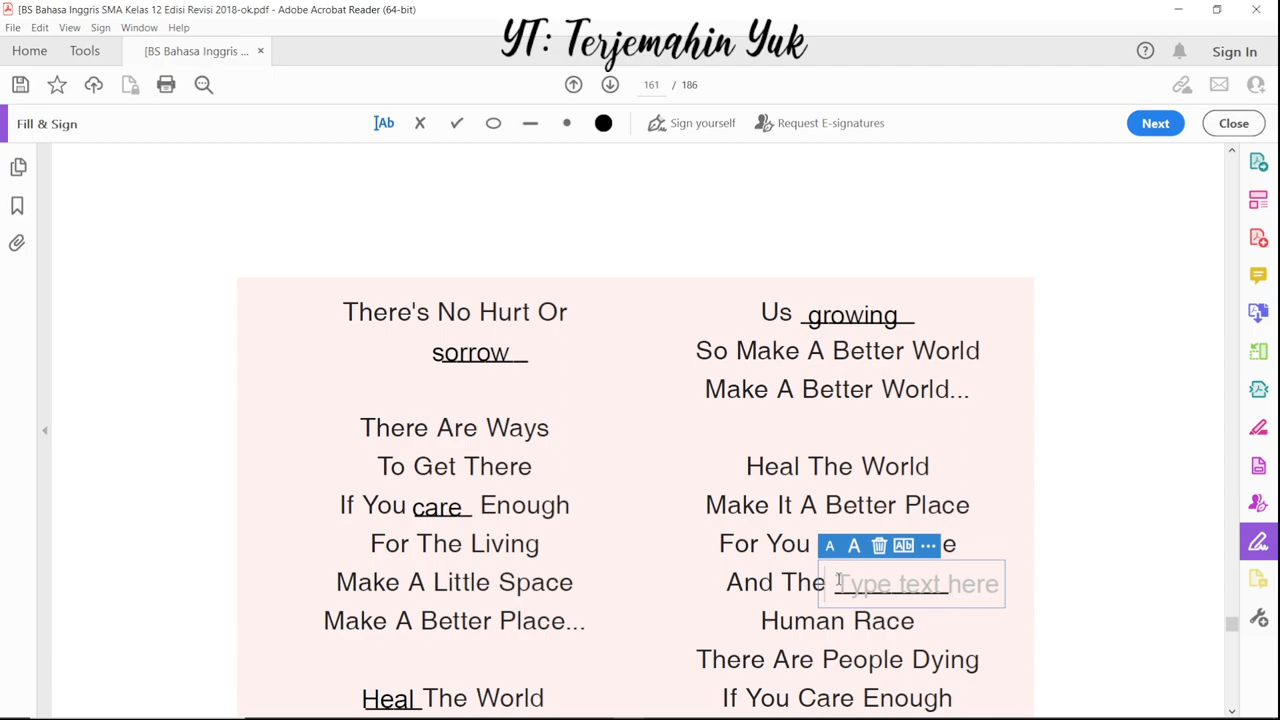 [BS Bahasa Inggris SMA Kelas 12 Edisi Revisi 2018-ok.pdf - Adobe Acrobat Reader (64-bit)
File Edit View Sign Window Help
YT: Terjemahin Yuk
Home Tools [BS Bahasa Inggris ... × Sign In
161 / 186
Fill & Sign Ab Sign yourself Request E-signatures Next Close
There's No Hurt Or
sorrow
There Are Ways
To Get There
If You care Enough
For The Living
Make A Little Space
Make A Better Place...
Heal The World
Us growing
So Make A Better World
Make A Better World...
Heal The World
Make It A Better Place
For You e
A A Ab ...
And The Type text here
Human Race
There Are People Dying
If You Care Enough